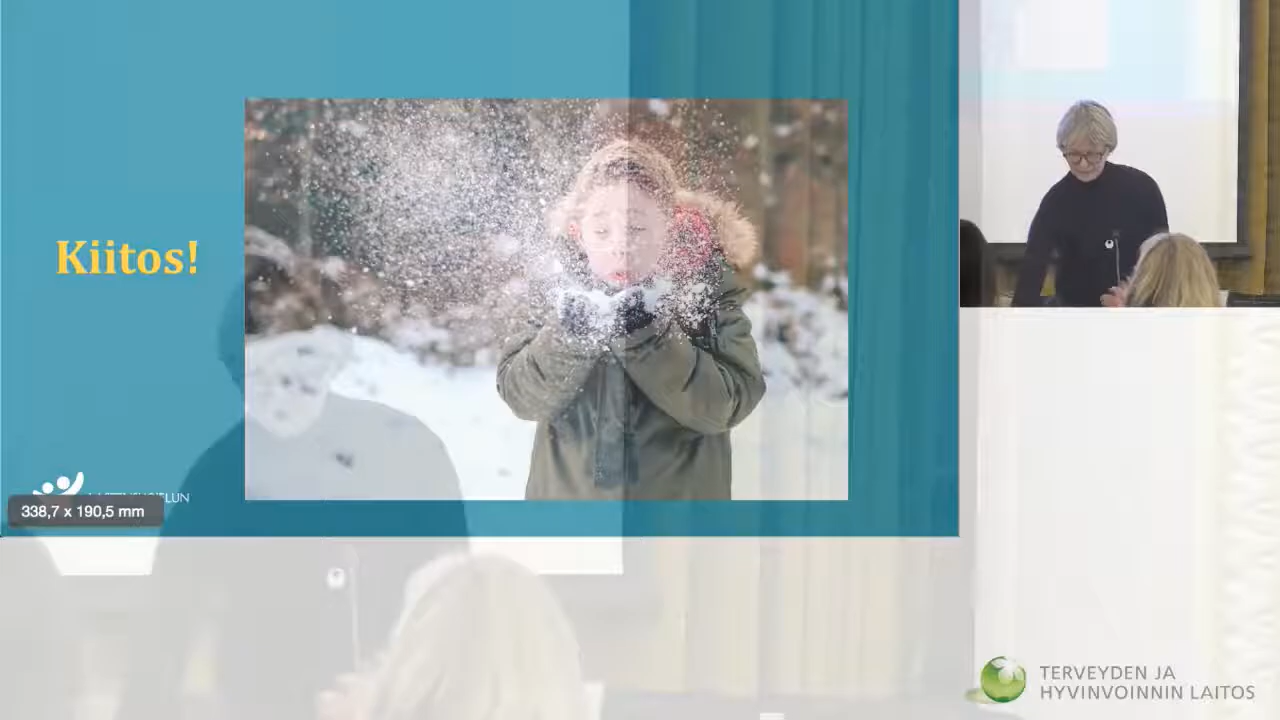 Kiitos!
338,7 x 190,5 mm
TERVEYDEN JA
HYVINVOINNIN LAITOS